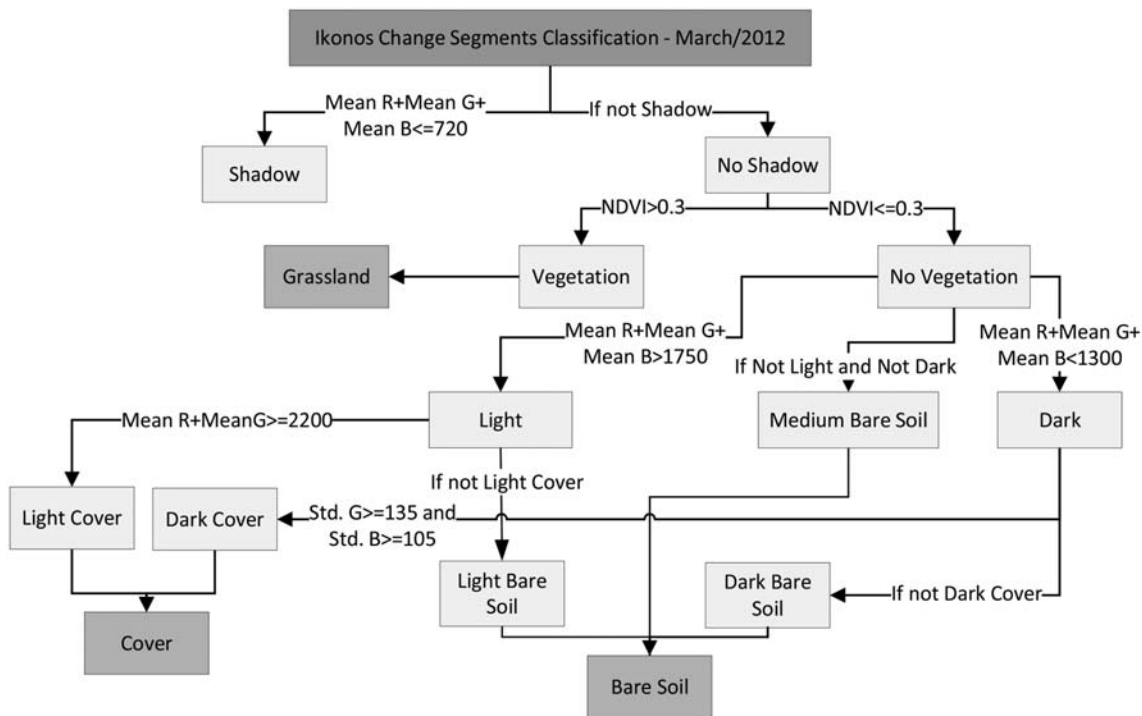 Ikonos Change Segments Classification - March/2012
Mean R+Mean G+
Mean B<=720
If not Shadow
Shadow
No Shadow
NDVI>0.3
NDVI<=0.3
Grassland
Vegetation
No Vegetation
Mean R+Mean G+
Mean B>1750
If Not Light and Not Dark
Mean R+Mean G+
Mean B<1300
Mean R+MeanG>=2200
Light
Medium Bare Soil
Dark
If not Light Cover
Light Cover
Dark Cover
Std. G>=135 and
Std. B>=105
Light Bare
Soil
Dark Bare
Soil
If not Dark Cover
Cover
Bare Soil